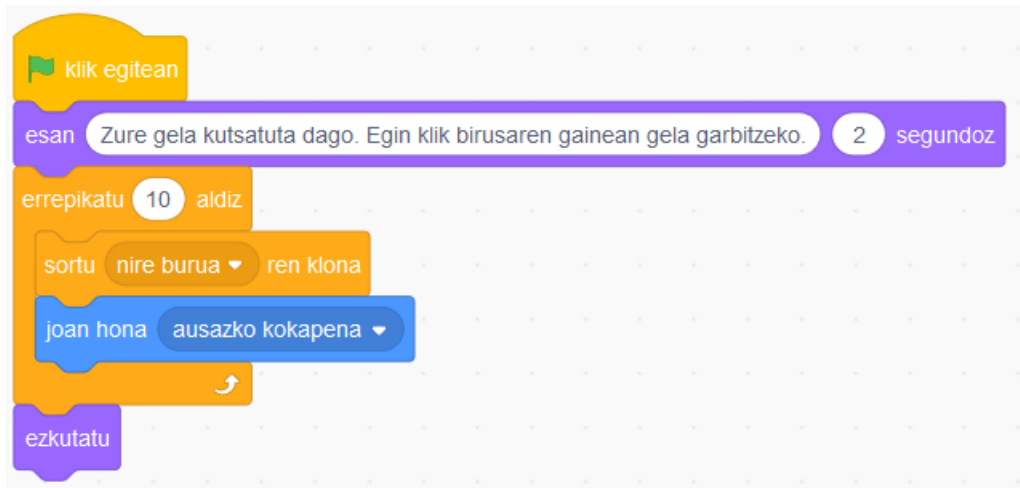 klik egitean
esan Zure gela kutsatuta dago. Egin klik birusaren gainean gela garbitzeko. 2 segundoz
errepikatu 10 aldiz
sortu nire burua ren klona
joan hona ausazko kokapena
ezkutatu